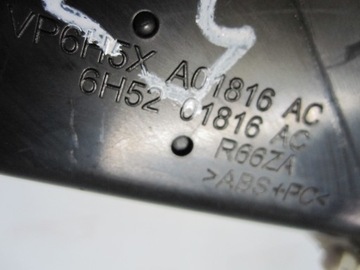 VP6H5X A01816 AC
6H52 01816 AC
R66ZA
>ABS+PC<